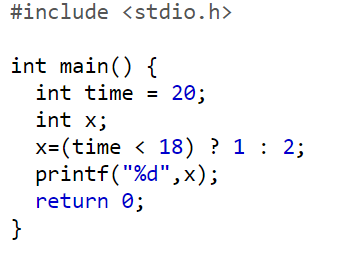 #include <stdio.h>

int main() {
  int time = 20;
  int x;
  x=(time < 18) ? 1 : 2;
  printf("%d",x);
  return 0;
}